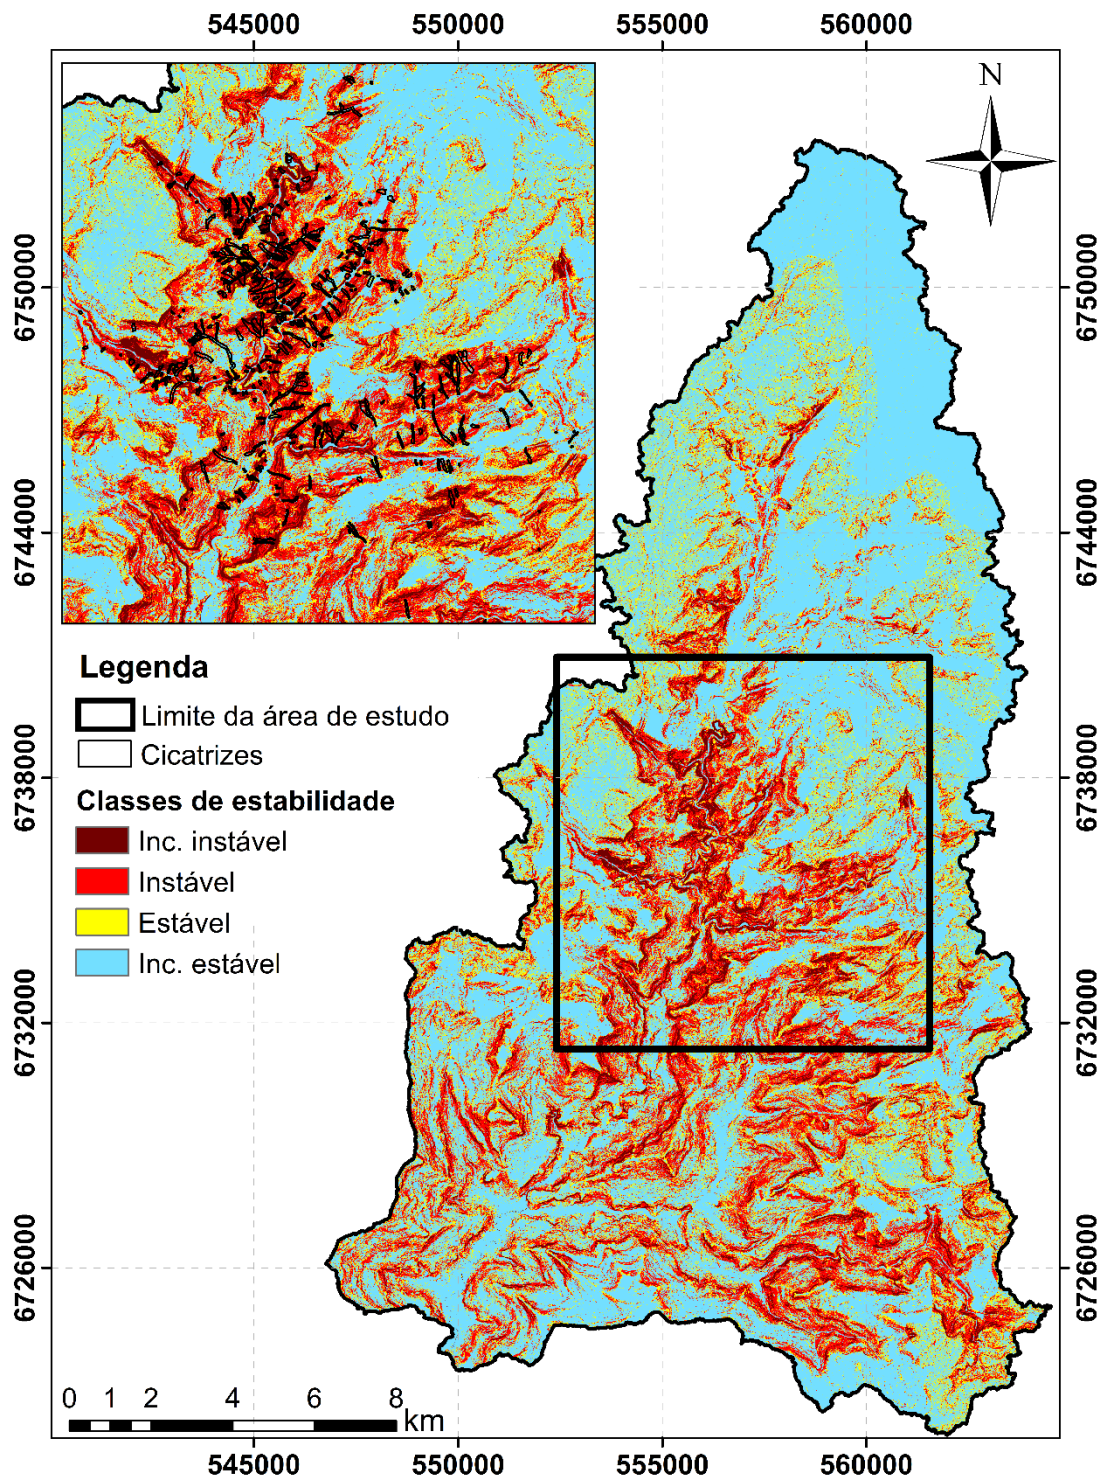 545000 550000 555000 560000
N
6750000
6744000
6738000
6732000
6726000
6750000
6744000
6738000
6732000
6726000
Legenda
Limite da área de estudo
Cicatrizes
Classes de estabilidade
Inc. instável
Instável
Estável
Inc. estável
0 1 2 4 6 8
km
545000 550000 555000 560000